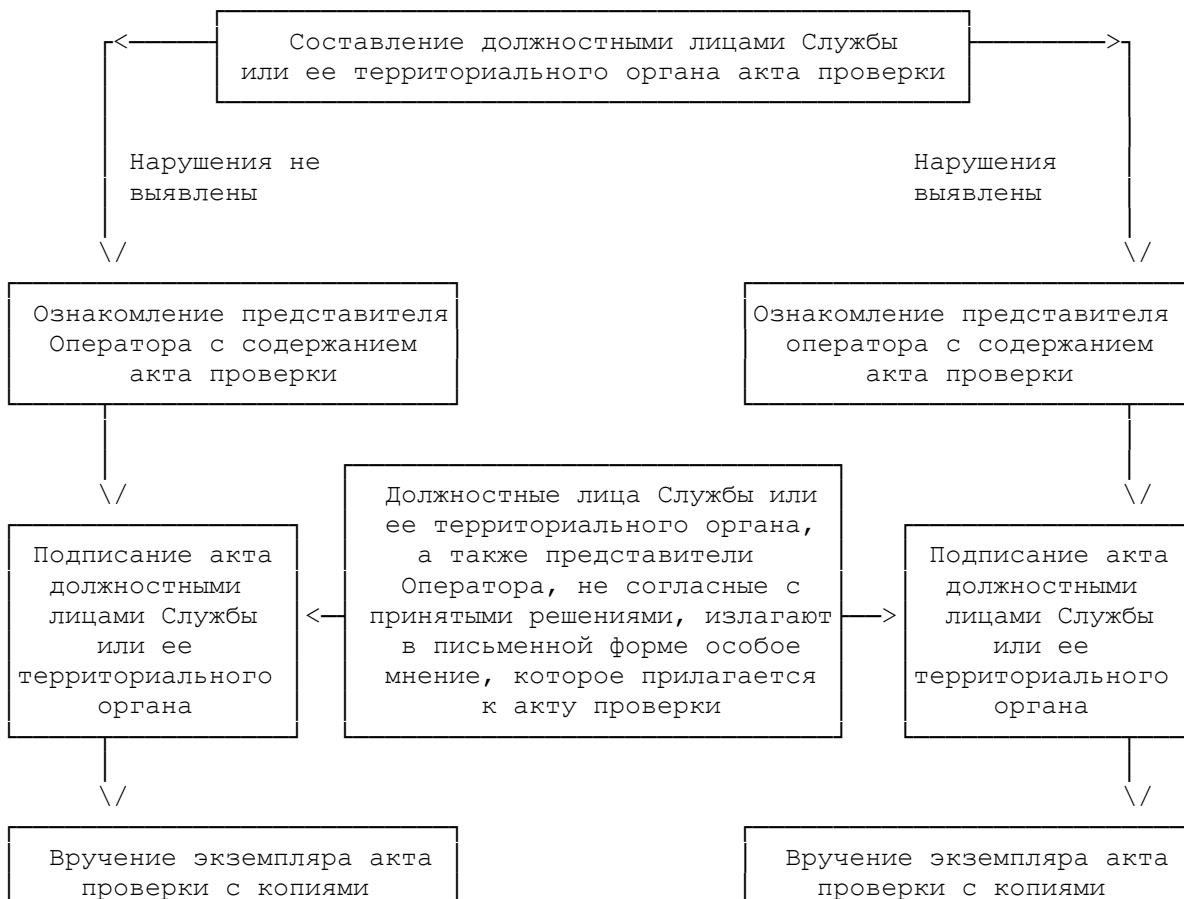 Составление должностными лицами Службы
или ее территориального органа акта проверки
Нарушения не
выявлены
Нарушения
выявлены
Ознакомление представителя
Оператора с содержанием
акта проверки
Ознакомление представителя
оператора с содержанием
акта проверки
Подписание акта
должностными
лицами Службы
или ее
территориального
органа
Должностные лица Службы или
ее территориального органа,
а также представители
Оператора, не согласные с
принятыми решениями, излагают
в письменной форме особое
мнение, которое прилагается
к акту проверки
Подписание акта
должностными
лицами Службы
или ее
территориального
органа
Вручение экземпляра акта
проверки с копиями
Вручение экземпляра акта
проверки с копиями